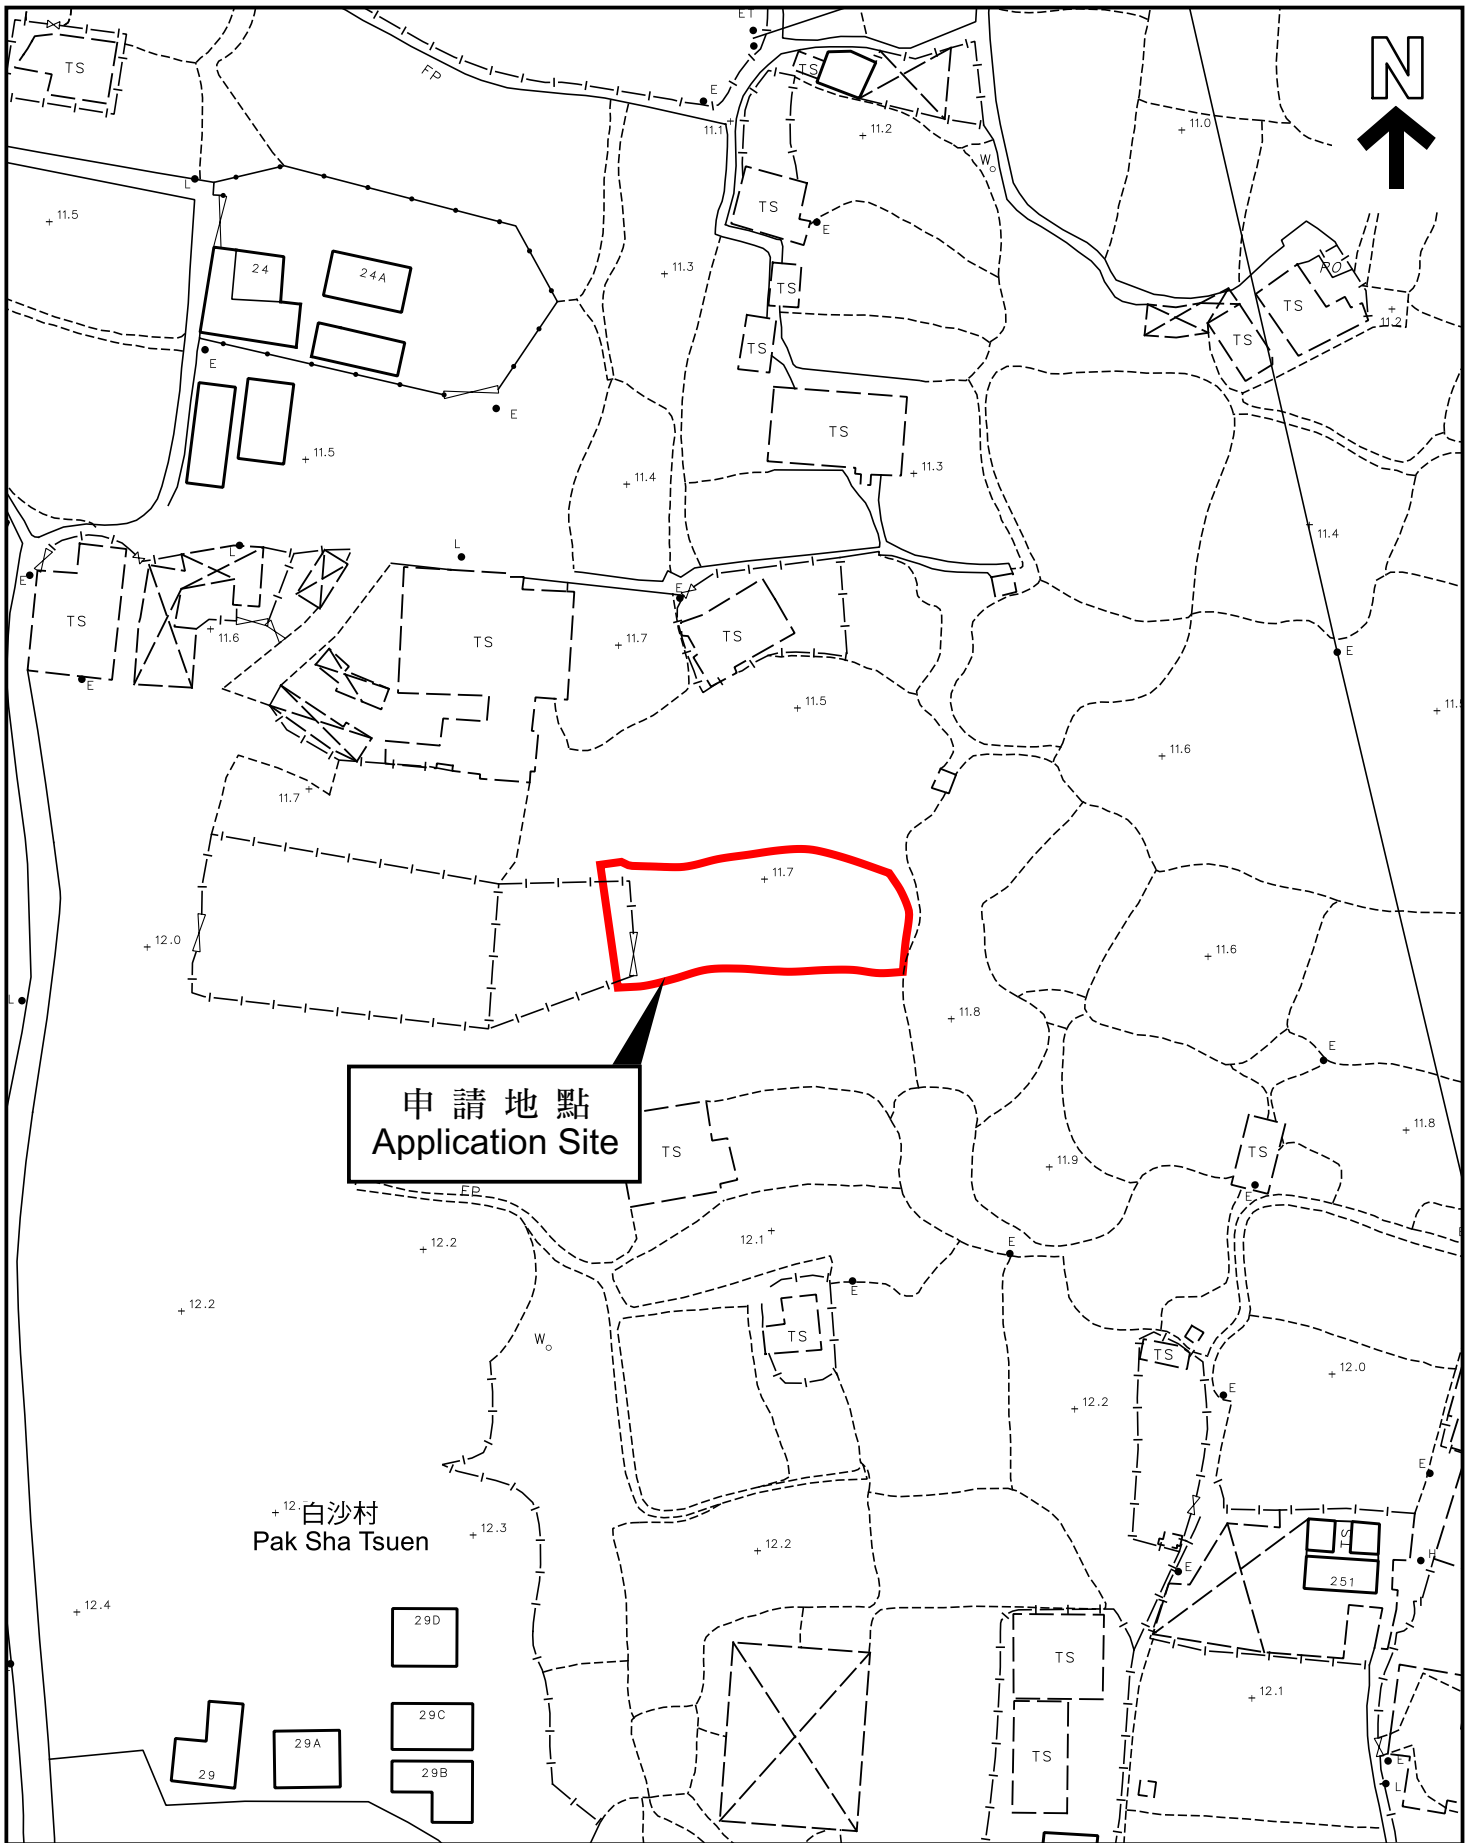 ET
N
TS
TS
FP
E
11.1
11.2
11.0
W
L
TS
E
11.5
24
24A
11.3
TS
PO
TS
11.2
TS
TS
E
E
TS
11.5
11.4
11.3
11.4
L
L
E
E
TS
TS
TS
11.6
11.7
E
E
11.5
11.6
11.7
11.7
12.0
11.6
L
11.8
E
申請地點
Application Site
TS
11.8
TS
11.9
FP
E
12.1
12.2
E
12.2
E
TS
W
TS
12.0
E
12.2
E
白沙村
Pak Sha Tsuen
12.3
12.2
TS
H
E
251
12.4
29D
TS
12.1
29C
29A
TS
29
29B
E
L